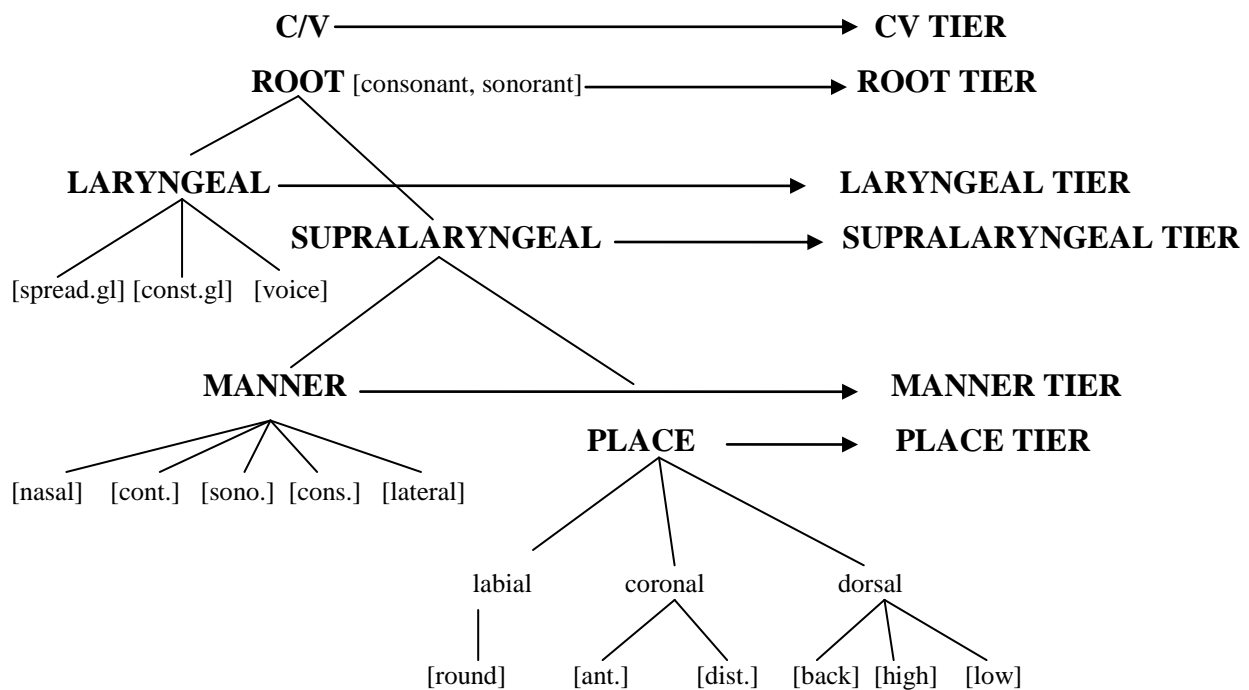 C/V CV TIER
ROOT [consonant, sonorant] ROOT TIER
LARYNGEAL LARYNGEAL TIER
SUPRALARYNGEAL SUPRALARYNGEAL TIER
[spread.gl] [const.gl] [voice]
MANNER MANNER TIER
PLACE PLACE TIER
[nasal] [cont.] [sono.] [cons.] [lateral]
labial coronal dorsal
[round] [ant.] [dist.] [back] [high] [low]